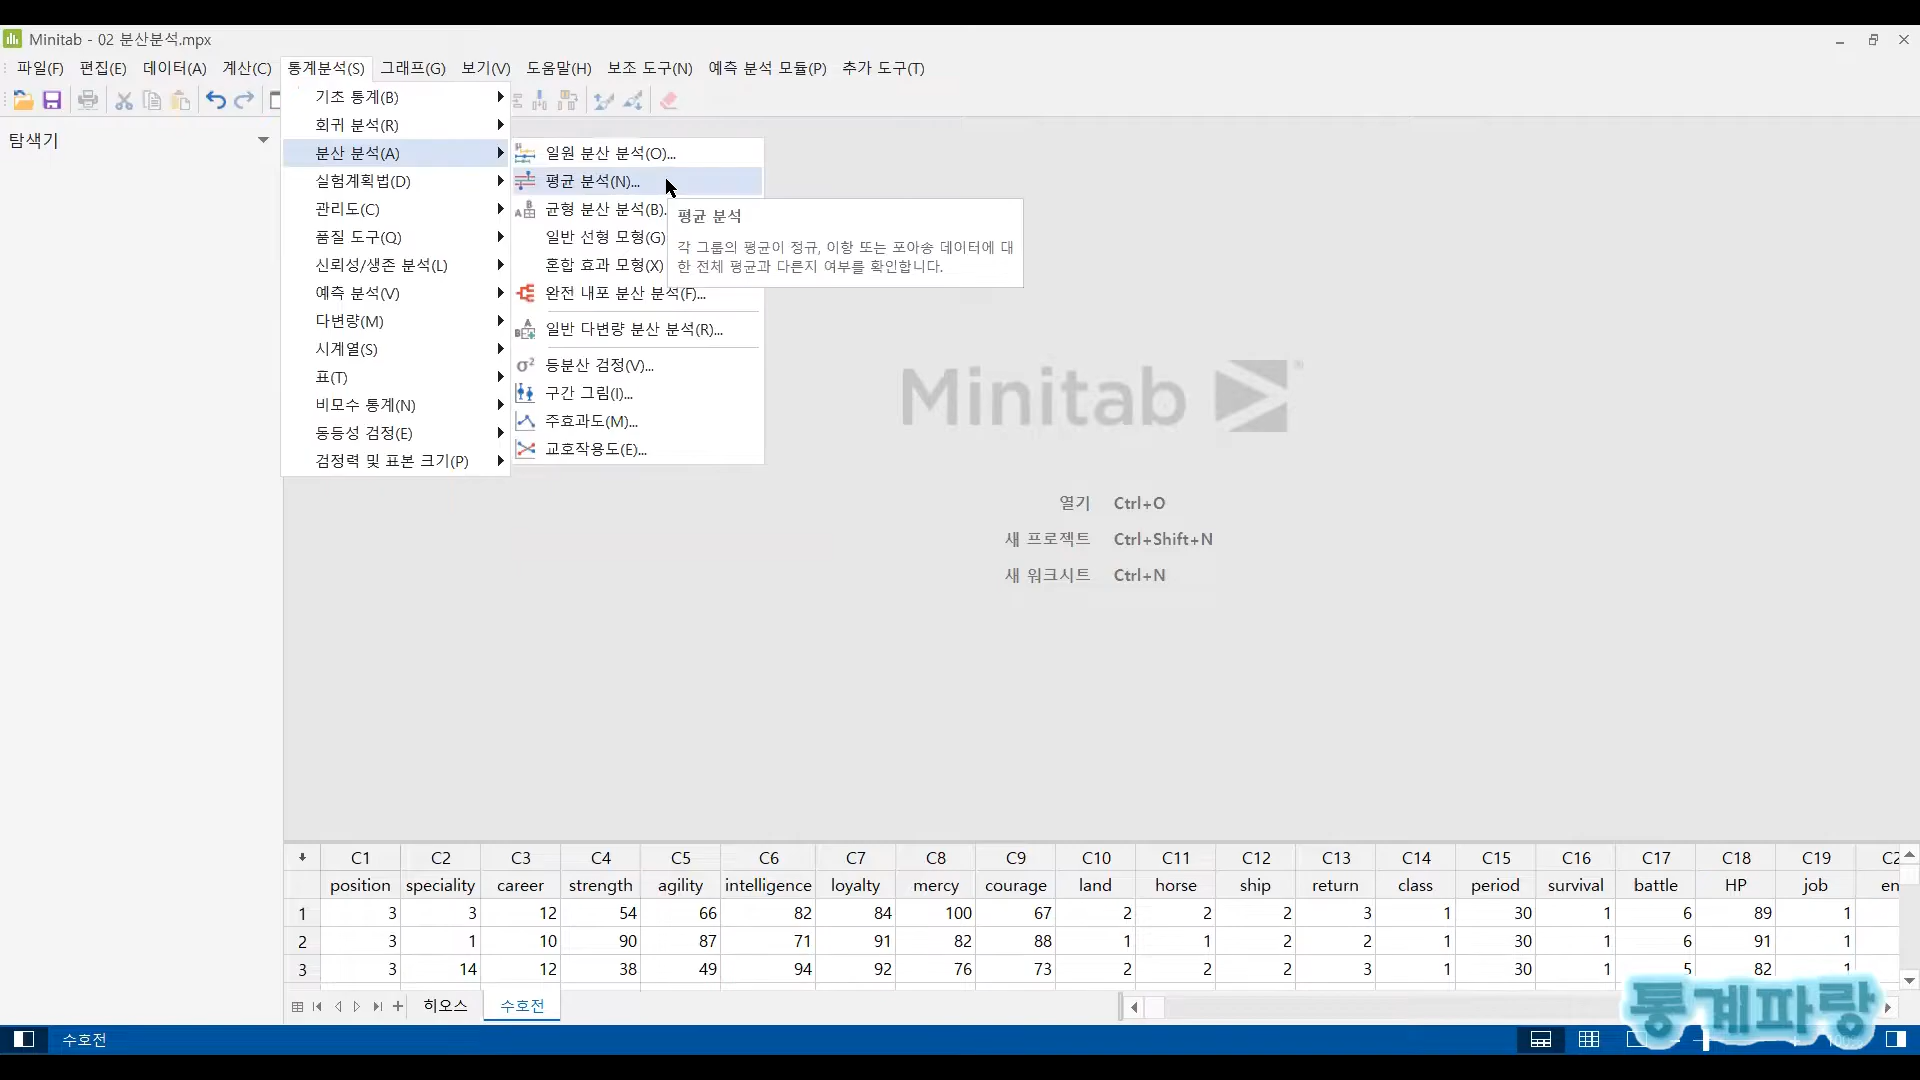 Minitab - 02 분산분석.mpx
파일(F) 편집(E) 데이터(A) 계산(C) 통계분석(S) 그래프(G) 보기(V) 도움말(H) 보조 도구(N) 예측 분석 모듈(P) 추가 도구(T)
탐색기
기초 통계(B)
회귀 분석(R)
분산 분석(A)
실험계획법(D)
관리도(C)
품질 도구(Q)
신뢰성/생존 분석(L)
예측 분석(V)
다변량(M)
시계열(S)
표(T)
비모수 통계(N)
동등성 검정(E)
검정력 및 표본 크기(P)
일원 분산 분석(O)...
평균 분석(N)...
균형 분산 분석(B).
일반 선형 모형(G)
혼합 효과 모형(X)
완전 내포 분산 분석(F)...
일반 다변량 분산 분석(R)...
등분산 검정(V)...
구간 그림(I)...
주효과도(M)...
교호작용도(E)...
평균 분석
각 그룹의 평균이 정규, 이항 또는 포아송 데이터에 대
한 전체 평균과 다른지 여부를 확인합니다.
Minitab
열기 Ctrl+O
새 프로젝트 Ctrl+Shift+N
새 워크시트 Ctrl+N
C1 C2 C3 C4 C5 C6 C7 C8 C9 C10 C11 C12 C13 C14 C15 C16 C17 C18 C19 C2
position speciality career strength agility intelligence loyalty mercy courage land horse ship return class period survival battle HP job en
1 3 3 12 54 66 82 84 100 67 2 2 2 3 1 30 1 6 89 1
2 3 1 10 90 87 71 91 82 88 1 1 2 2 1 30 1 6 91 1
3 3 14 12 38 49 94 92 76 73 2 2 2 3 1 30 1 5 82 1
히오스 수호전
수호전
통계파랑